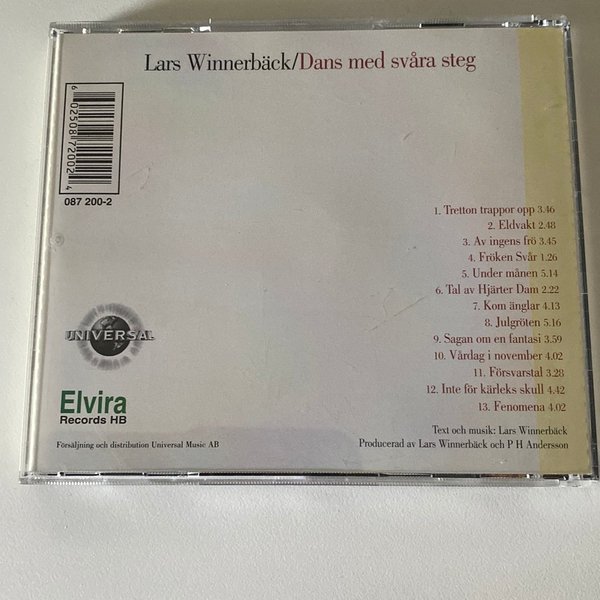 Lars Winnerbäck/Dans med svåra steg
6 02508 72002 4
087 200-2
1. Tretton trappor opp 3.46
2. Eldvakt 2.48
3. Av ingens frö 3.45
4. Fröken Svår 1.26
5. Under månen 5.14
6. Tal av Hjärter Dam 2.22
7. Kom änglar 4.13
8. Julgröten 5.16
9. Sagan om en fantasi 3.59
10. Vårdag i november 4.02
11. Försvarstal 3.28
12. Inte för kärleks skull 4.42
13. Fenomena 4.02
UNIVERSAL
Elvira
Records HB
Text och musik: Lars Winnerbäck
Producerad av Lars Winnerbäck och P H Andersson
Försäljning och distribution Universal Music AB